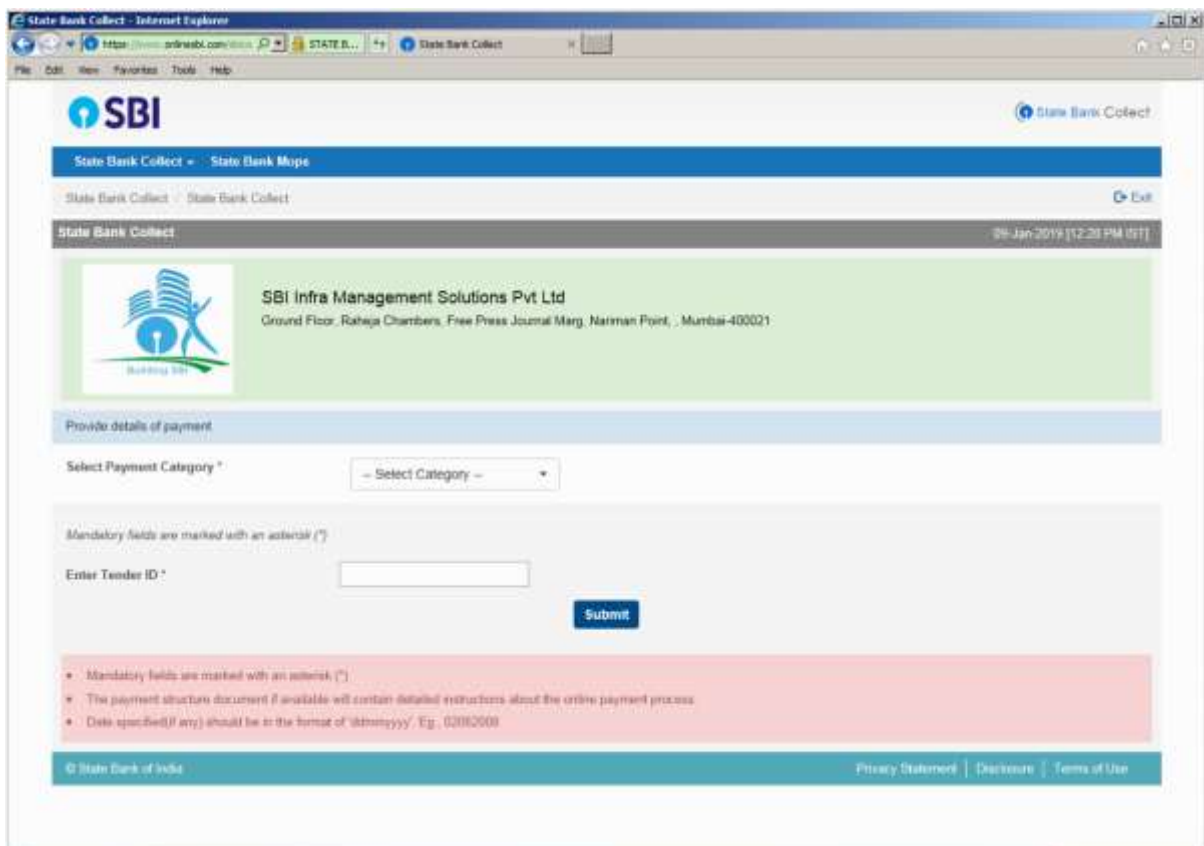 State Bank Collect - Internet Explorer
STATE B... State Bank Collect
File Edit View Favorites Tools Help
SBI
State Bank Collect
State Bank Collect State Bank Mops
State Bank Collect / State Bank Collect
Exit
State Bank Collect
09-Jan-2019 [12:28 PM IST]
SBI Infra Management Solutions Pvt Ltd
Ground Floor, Raheja Chambers, Free Press Journal Marg, Nariman Point, , Mumbai-400021
Building SBI
Provide details of payment
Select Payment Category *
-- Select Category --
Mandatory fields are marked with an asterisk (*)
Enter Tender ID *
Submit
• Mandatory fields are marked with an asterisk (*)
• The payment structure document if available will contain detailed instructions about the online payment process.
• Date specified(if any) should be in the format of 'ddmmyyyy'. Eg., 02082008
© State Bank of India
Privacy Statement | Disclosure | Terms of Use